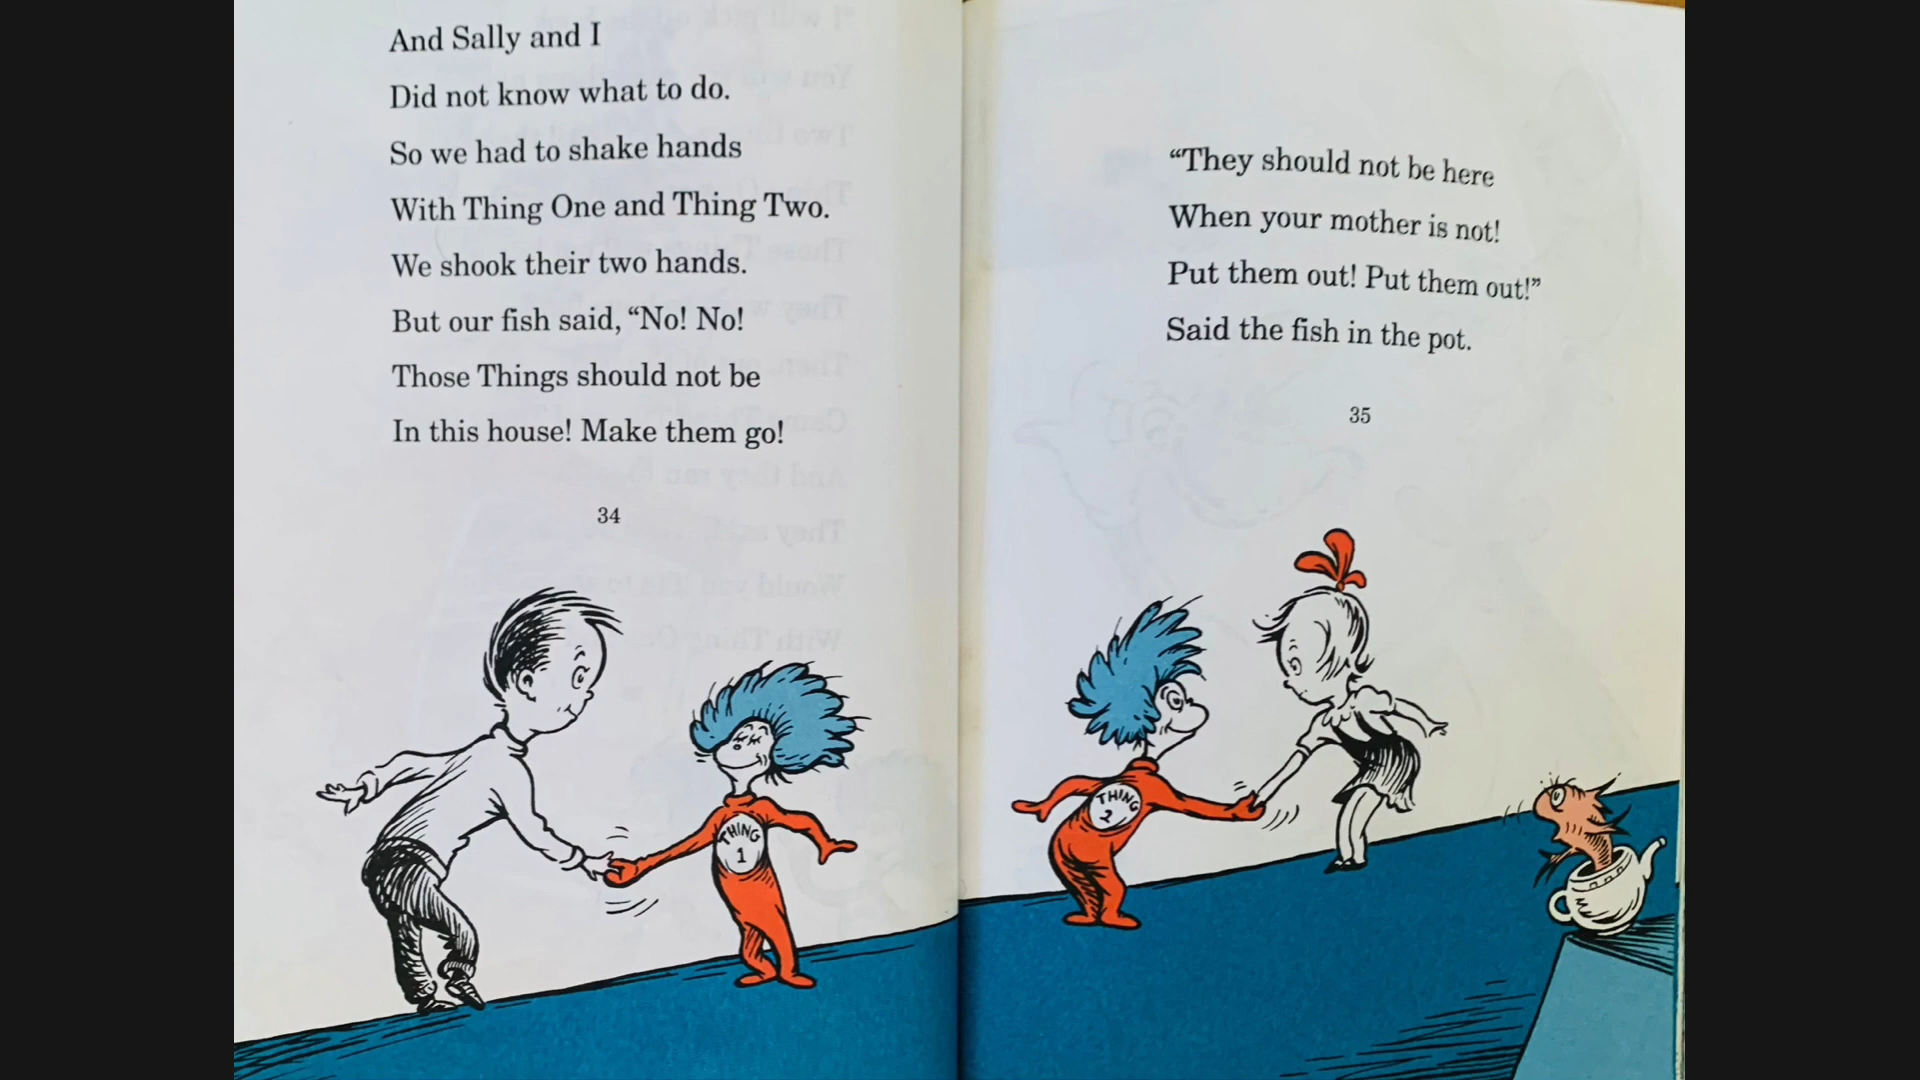 And Sally and I
Did not know what to do.
So we had to shake hands
With Thing One and Thing Two.
We shook their two hands.
But our fish said, “No! No!
Those Things should not be
In this house! Make them go!
34
THING
1
“They should not be here
When your mother is not!
Put them out! Put them out!”
Said the fish in the pot.
35
THING
2